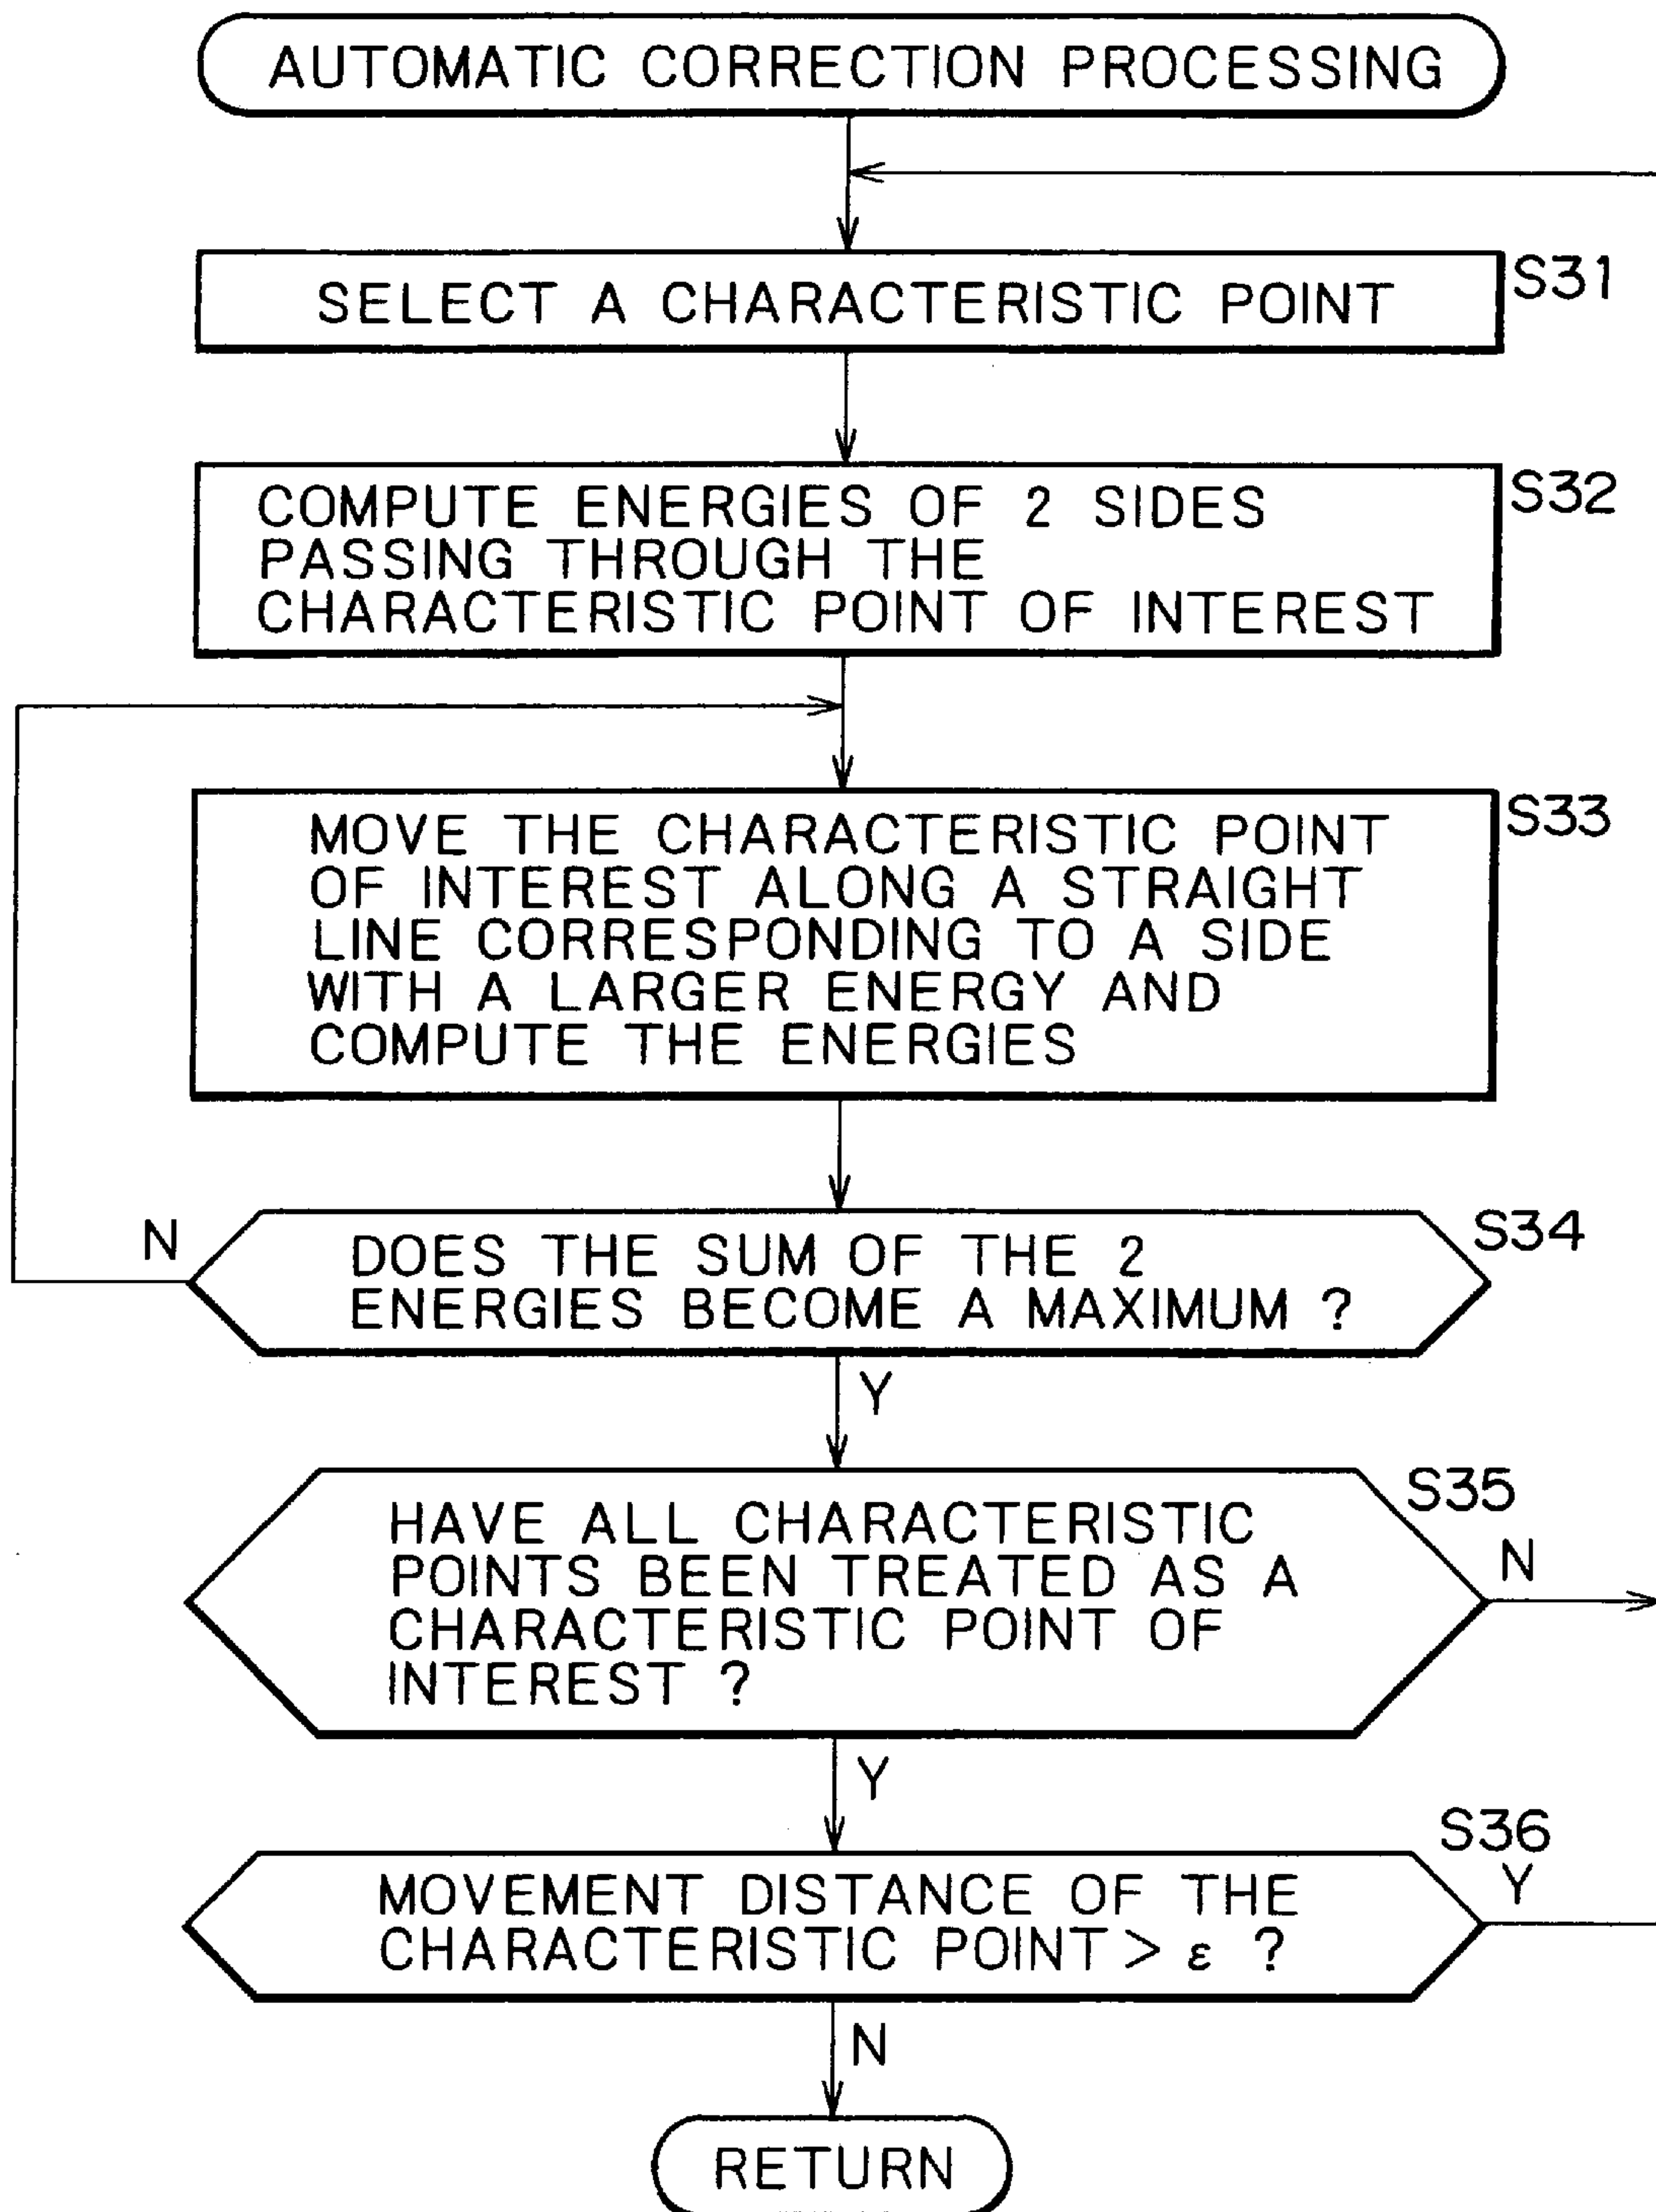 AUTOMATIC CORRECTION PROCESSING
SELECT A CHARACTERISTIC POINT
S31
COMPUTE ENERGIES OF 2 SIDES
PASSING THROUGH THE
CHARACTERISTIC POINT OF INTEREST
S32
MOVE THE CHARACTERISTIC POINT
OF INTEREST ALONG A STRAIGHT
LINE CORRESPONDING TO A SIDE
WITH A LARGER ENERGY AND
COMPUTE THE ENERGIES
S33
N
DOES THE SUM OF THE 2
ENERGIES BECOME A MAXIMUM ?
S34
Y
HAVE ALL CHARACTERISTIC
POINTS BEEN TREATED AS A
CHARACTERISTIC POINT OF
INTEREST ?
S35
N
Y
MOVEMENT DISTANCE OF THE
CHARACTERISTIC POINT > ε ?
S36
Y
N
RETURN